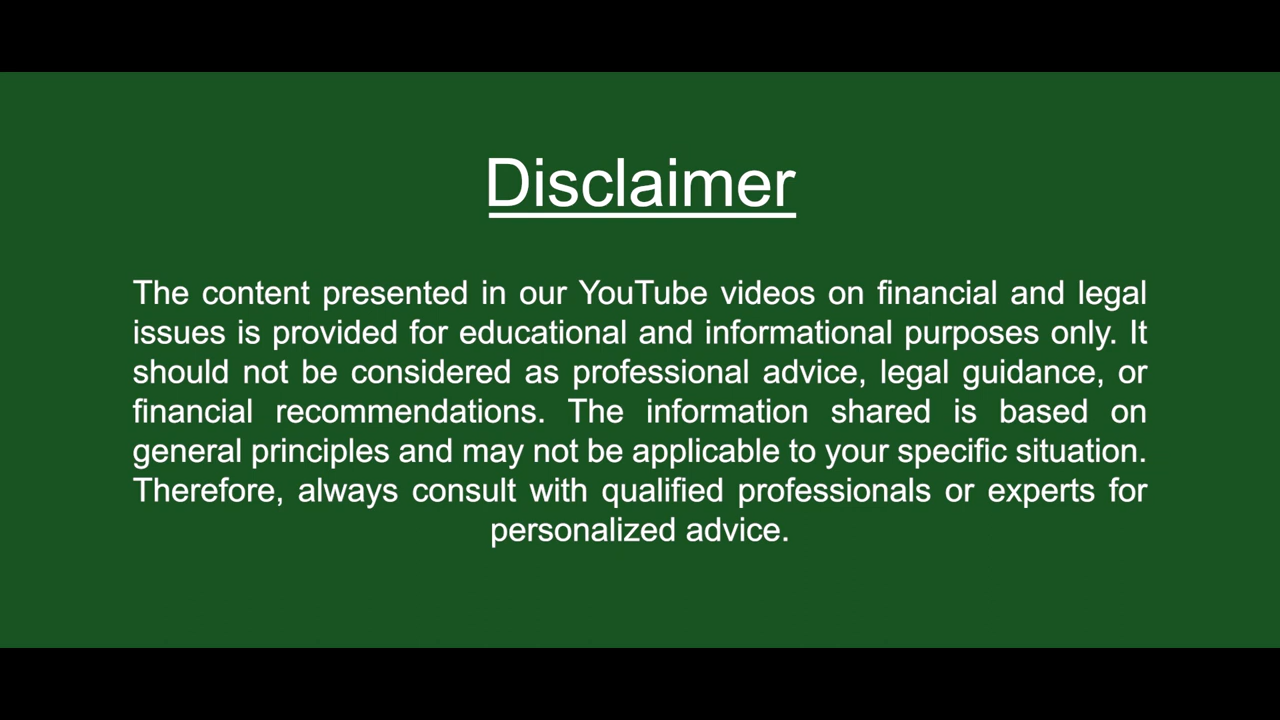 Disclaimer
The content presented in our YouTube videos on financial and legal
issues is provided for educational and informational purposes only. It
should not be considered as professional advice, legal guidance, or
financial recommendations. The information shared is based on
general principles and may not be applicable to your specific situation.
Therefore, always consult with qualified professionals or experts for
personalized advice.